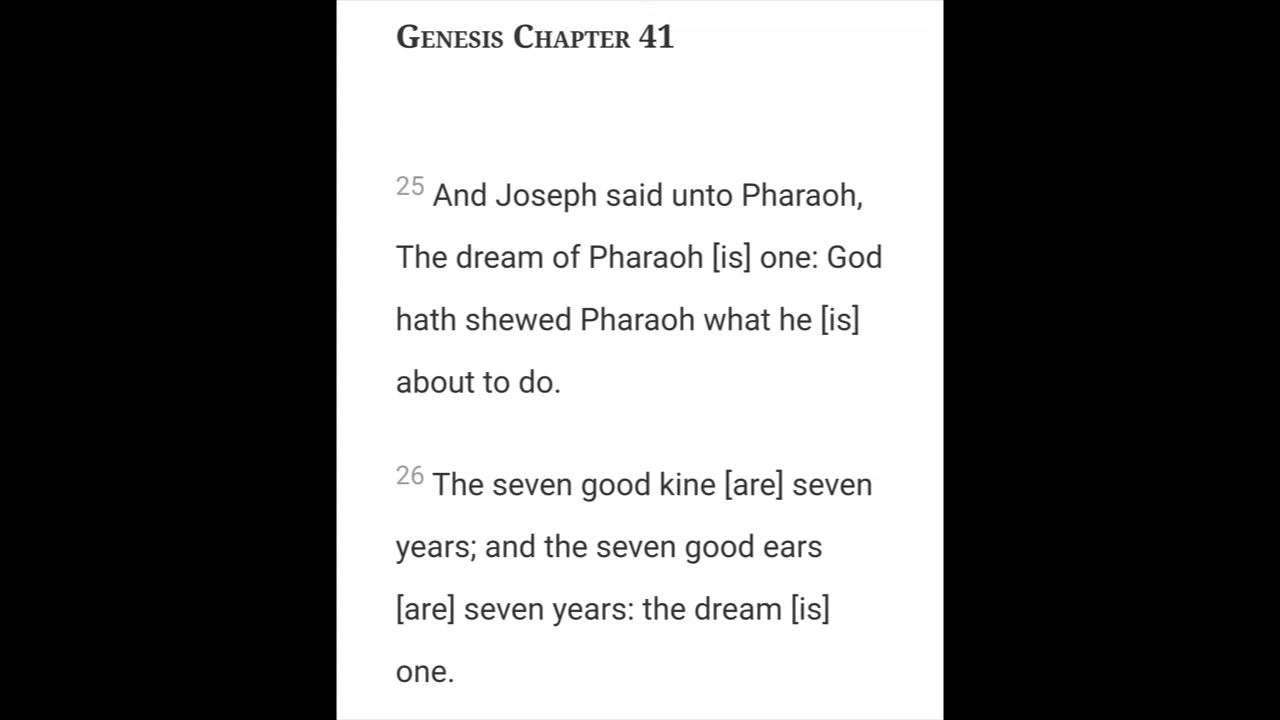 Genesis Chapter 41
25 And Joseph said unto Pharaoh,
The dream of Pharaoh [is] one: God
hath shewed Pharaoh what he [is]
about to do.
26 The seven good kine [are] seven
years; and the seven good ears
[are] seven years: the dream [is]
one.